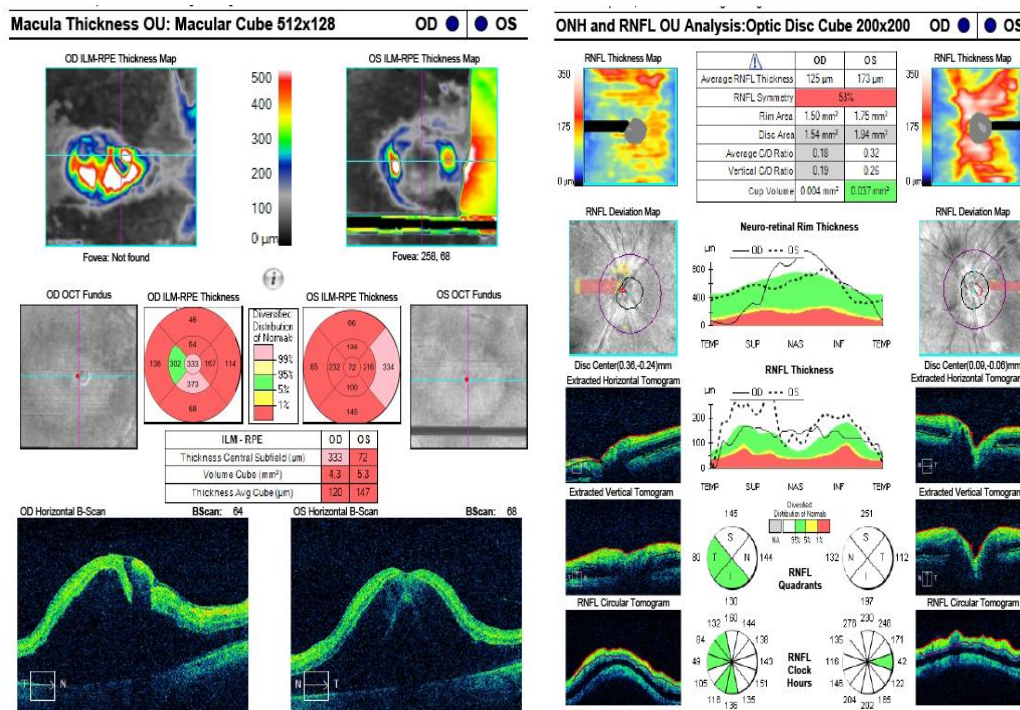 Macula Thickness OU: Macular Cube 512x128 OD OS
OD ILM-RPE Thickness Map
OS ILM-RPE Thickness Map
500
400
300
200
100
0 µm
Fovea: Not found
Fovea: 258, 68
OD OCT Fundus
OD ILM-RPE Thickness
OS ILM-RPE Thickness
OS OCT Fundus
46
64
138 302 333 167 114
373
68
Diversified
Distribution
of Normals
99%
95%
5%
1%
66
134
65 232 72 216 334
100
145
ILM - RPE OD OS
Thickness Central Subfield (µm) 333 72
Volume Cube (mm³) 4.3 5.3
Thickness Avg Cube (µm) 120 147
OD Horizontal B-Scan BScan: 64
OS Horizontal B-Scan BScan: 68
T N
N T
ONH and RNFL OU Analysis:Optic Disc Cube 200x200 OD OS
RNFL Thickness Map
RNFL Thickness Map
350
175
0 µm
350
175
0 µm
OD OS
Average RNFL Thickness 125 µm 173 µm
RNFL Symmetry 53%
Rim Area 1.50 mm² 1.75 mm²
Disc Area 1.54 mm² 1.94 mm²
Average C/D Ratio 0.16 0.32
Vertical C/D Ratio 0.19 0.26
Cup Volume 0.004 mm³ 0.037 mm³
RNFL Deviation Map
Neuro-retinal Rim Thickness
RNFL Deviation Map
µm
OD OS
800
400
0
TEMP SUP NAS INF TEMP
Disc Center(0.36,-0.24)mm
Disc Center(0.09,-0.06)mm
Extracted Horizontal Tomogram
RNFL Thickness
Extracted Horizontal Tomogram
µm
OD OS
200
100
0
TEMP SUP NAS INF TEMP
Extracted Vertical Tomogram
Extracted Vertical Tomogram
Diversified
Distribution of Normals
NA 95% 5% 1%
145
S
80 T N 144
I
130
RNFL
Quadrants
251
S
132 N T 112
I
197
RNFL Circular Tomogram
RNFL Circular Tomogram
RNFL
Clock
Hours
132 160 144
84 138
49 143
105 151
118 136 135
276 230 246
135 171
116 42
146 122
204 202 165